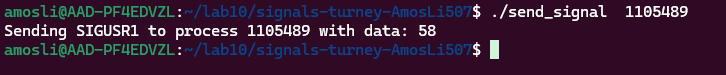 amosli@AAD-PF4EDVZL:~/lab10/signals-turney-AmosLi507$ ./send_signal  1105489
Sending SIGUSR1 to process 1105489 with data: 58
amosli@AAD-PF4EDVZL:~/lab10/signals-turney-AmosLi507$